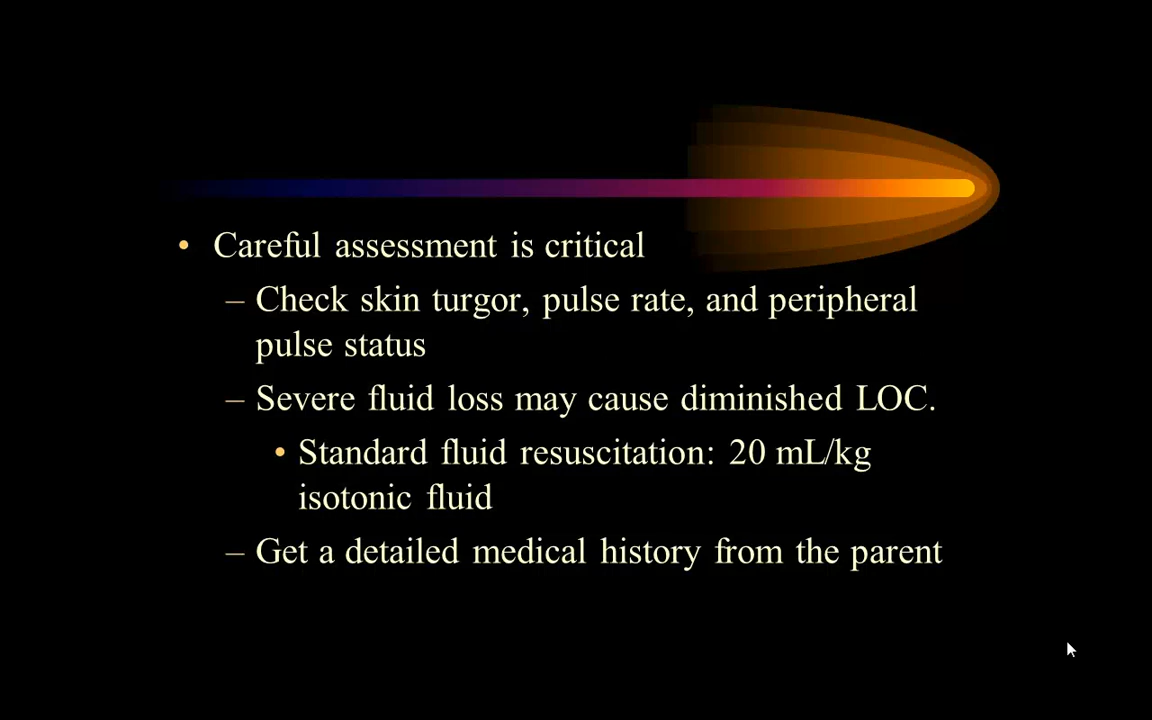 • Careful assessment is critical
– Check skin turgor, pulse rate, and peripheral
pulse status
– Severe fluid loss may cause diminished LOC.
• Standard fluid resuscitation: 20 mL/kg
isotonic fluid
– Get a detailed medical history from the parent